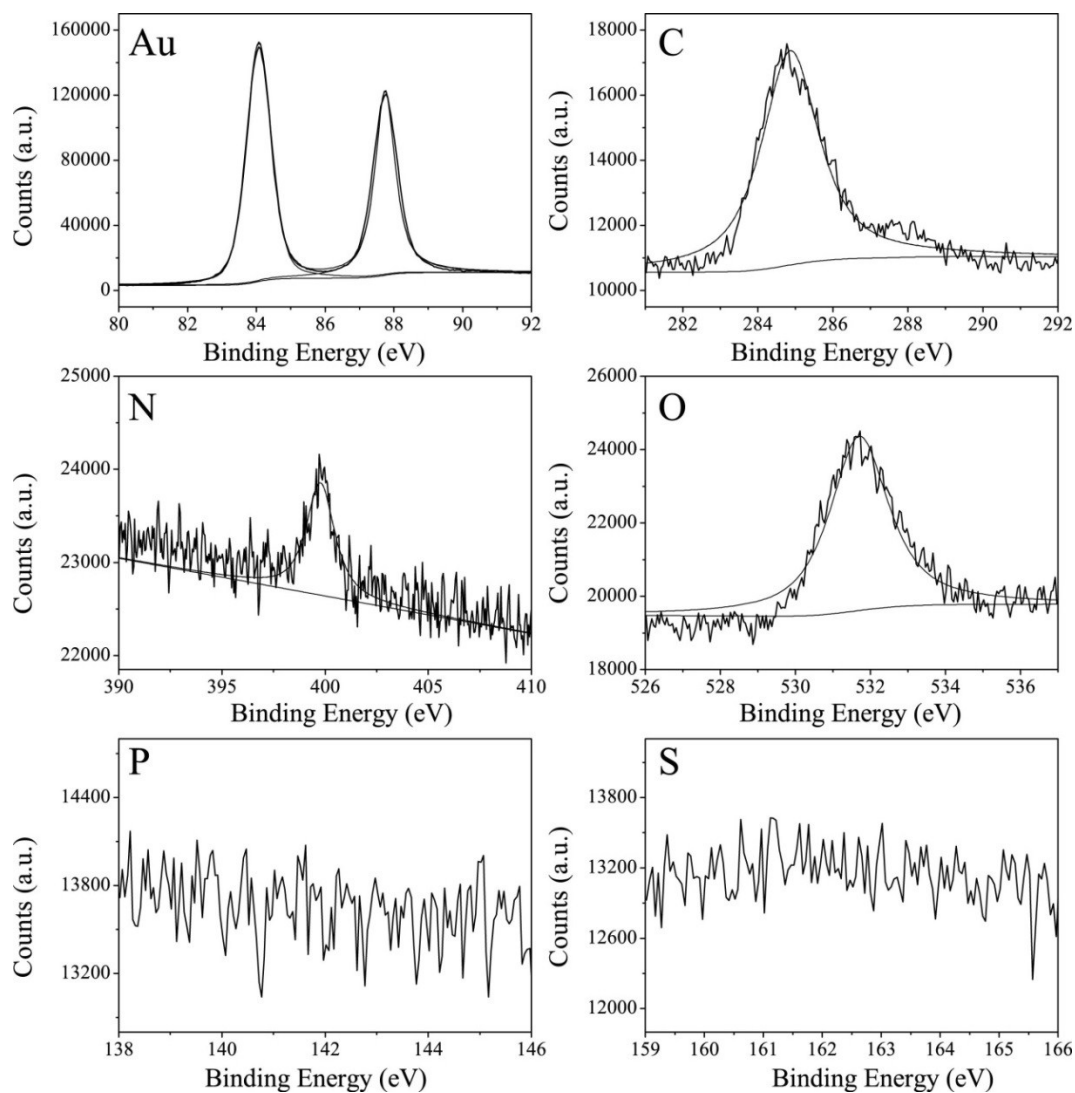 Au
160000
120000
80000
40000
0
Counts (a.u.)
80 82 84 86 88 90 92
Binding Energy (eV)
C
18000
16000
14000
12000
10000
Counts (a.u.)
282 284 286 288 290 292
Binding Energy (eV)
N
25000
24000
23000
22000
Counts (a.u.)
390 395 400 405 410
Binding Energy (eV)
O
26000
24000
22000
20000
18000
Counts (a.u.)
526 528 530 532 534 536
Binding Energy (eV)
P
14400
13800
13200
Counts (a.u.)
138 140 142 144 146
Binding Energy (eV)
S
13800
13200
12600
12000
Counts (a.u.)
159 160 161 162 163 164 165 166
Binding Energy (eV)